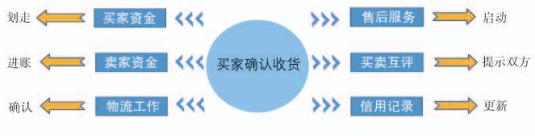 划走 买家资金 售后服务 启动
进账 卖家资金 买家确认收货 买卖互评 提示双方
确认 物流工作 信用记录 更新